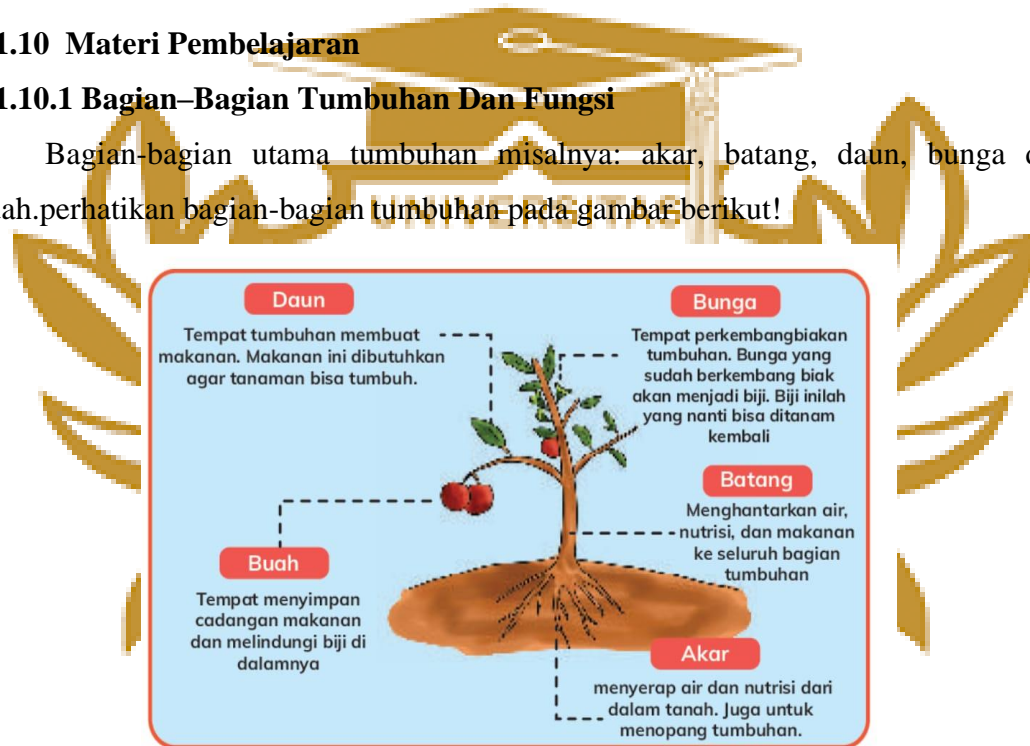 1.10 Materi Pembelajaran
1.10.1 Bagian–Bagian Tumbuhan Dan Fungsi
Bagian-bagian utama tumbuhan misalnya: akar, batang, daun, bunga
perhatikan bagian-bagian tumbuhan pada gambar berikut!
UNIVERSITAS
Daun
Tempat tumbuhan membuat
makanan. Makanan ini dibutuhkan
agar tanaman bisa tumbuh.
Bunga
Tempat perkembangbiakan
tumbuhan. Bunga yang
sudah berkembang biak
akan menjadi biji. Biji inilah
yang nanti bisa ditanam
kembali
Batang
Menghantarkan air,
nutrisi, dan makanan
ke seluruh bagian
tumbuhan
Buah
Tempat menyimpan
cadangan makanan
dan melindungi biji di
dalamnya
Akar
menyerap air dan nutrisi dari
dalam tanah. Juga untuk
menopang tumbuhan.